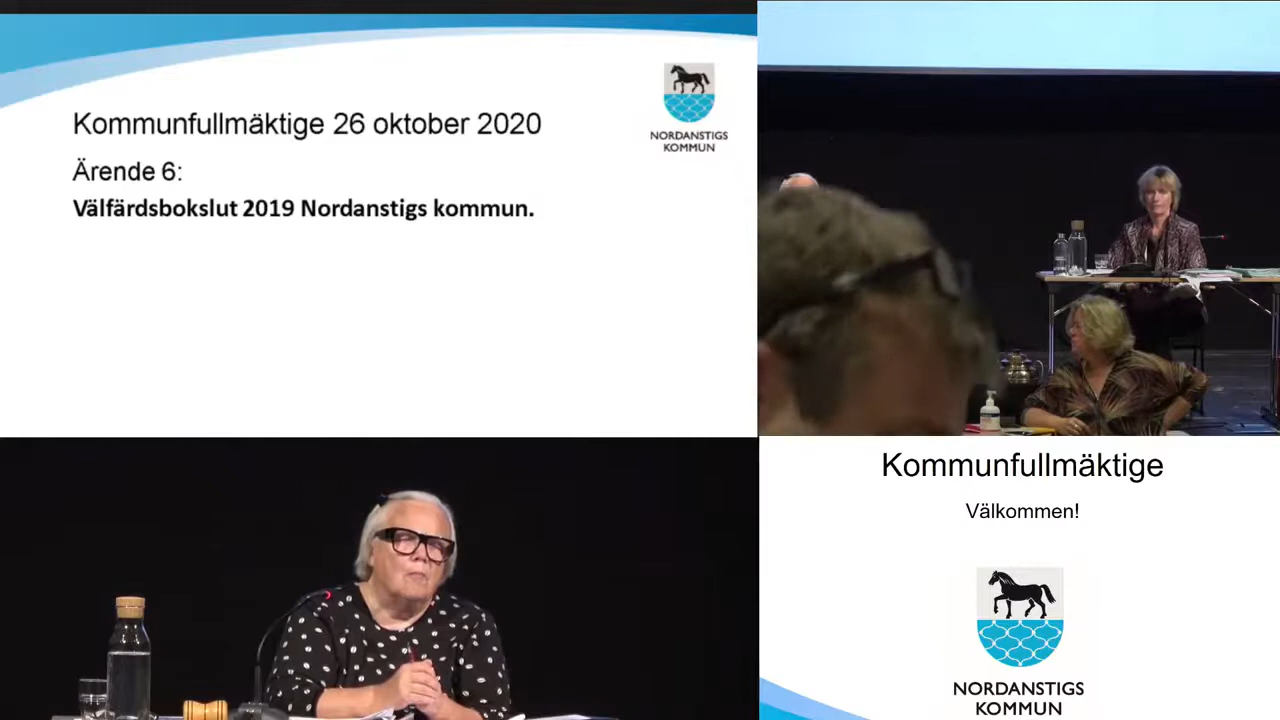 Kommunfullmäktige 26 oktober 2020
Ärende 6:
Välfärdsbokslut 2019 Nordanstigs kommun.
NORDANSTIGS
KOMMUN
Kommunfullmäktige
Välkommen!
NORDANSTIGS
KOMMUN